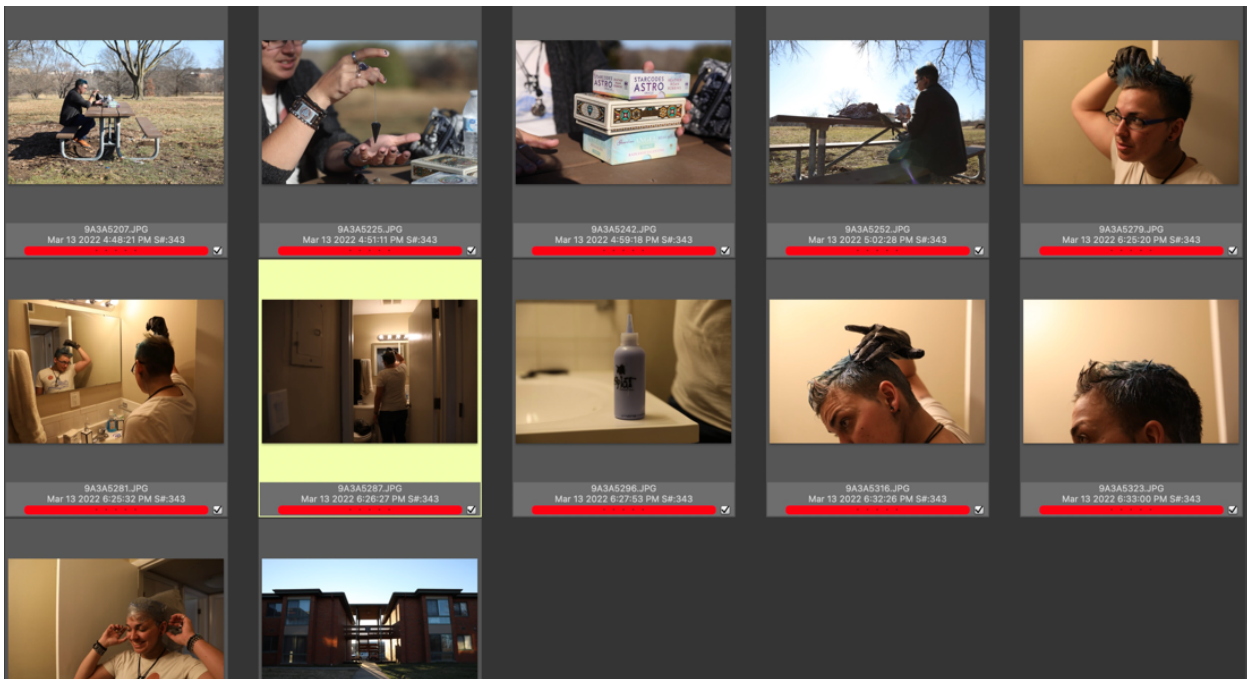 STARCODES
ASTRO
STARCODES
ASTRO
9A3A5207.JPG
Mar 13 2022 4:48:21 PM S#:343
9A3A5225.JPG
Mar 13 2022 4:51:11 PM S#:343
9A3A5242.JPG
Mar 13 2022 4:59:18 PM S#:343
9A3A5252.JPG
Mar 13 2022 5:02:28 PM S#:343
9A3A5279.JPG
Mar 13 2022 6:25:20 PM S#:343
9A3A5281.JPG
Mar 13 2022 6:25:32 PM S#:343
9A3A5287.JPG
Mar 13 2022 6:26:27 PM S#:343
9A3A5296.JPG
Mar 13 2022 6:27:53 PM S#:343
9A3A5316.JPG
Mar 13 2022 6:32:26 PM S#:343
9A3A5323.JPG
Mar 13 2022 6:33:00 PM S#:343